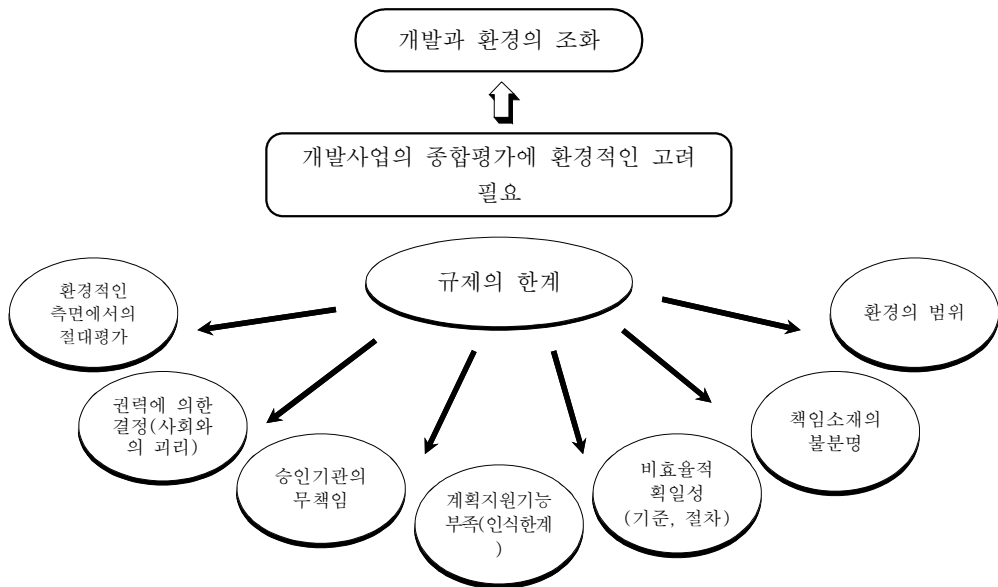 개발과 환경의 조화
개발사업의 종합평가에 환경적인 고려
필요
규제의 한계
환경적인
측면에서의
절대평가
권력에 의한
결정(사회와
의 괴리)
승인기관의
무책임
계획지원기능
부족(인식한계
)
비효율적
획일성
(기준, 절차)
책임소재의
불분명
환경의 범위